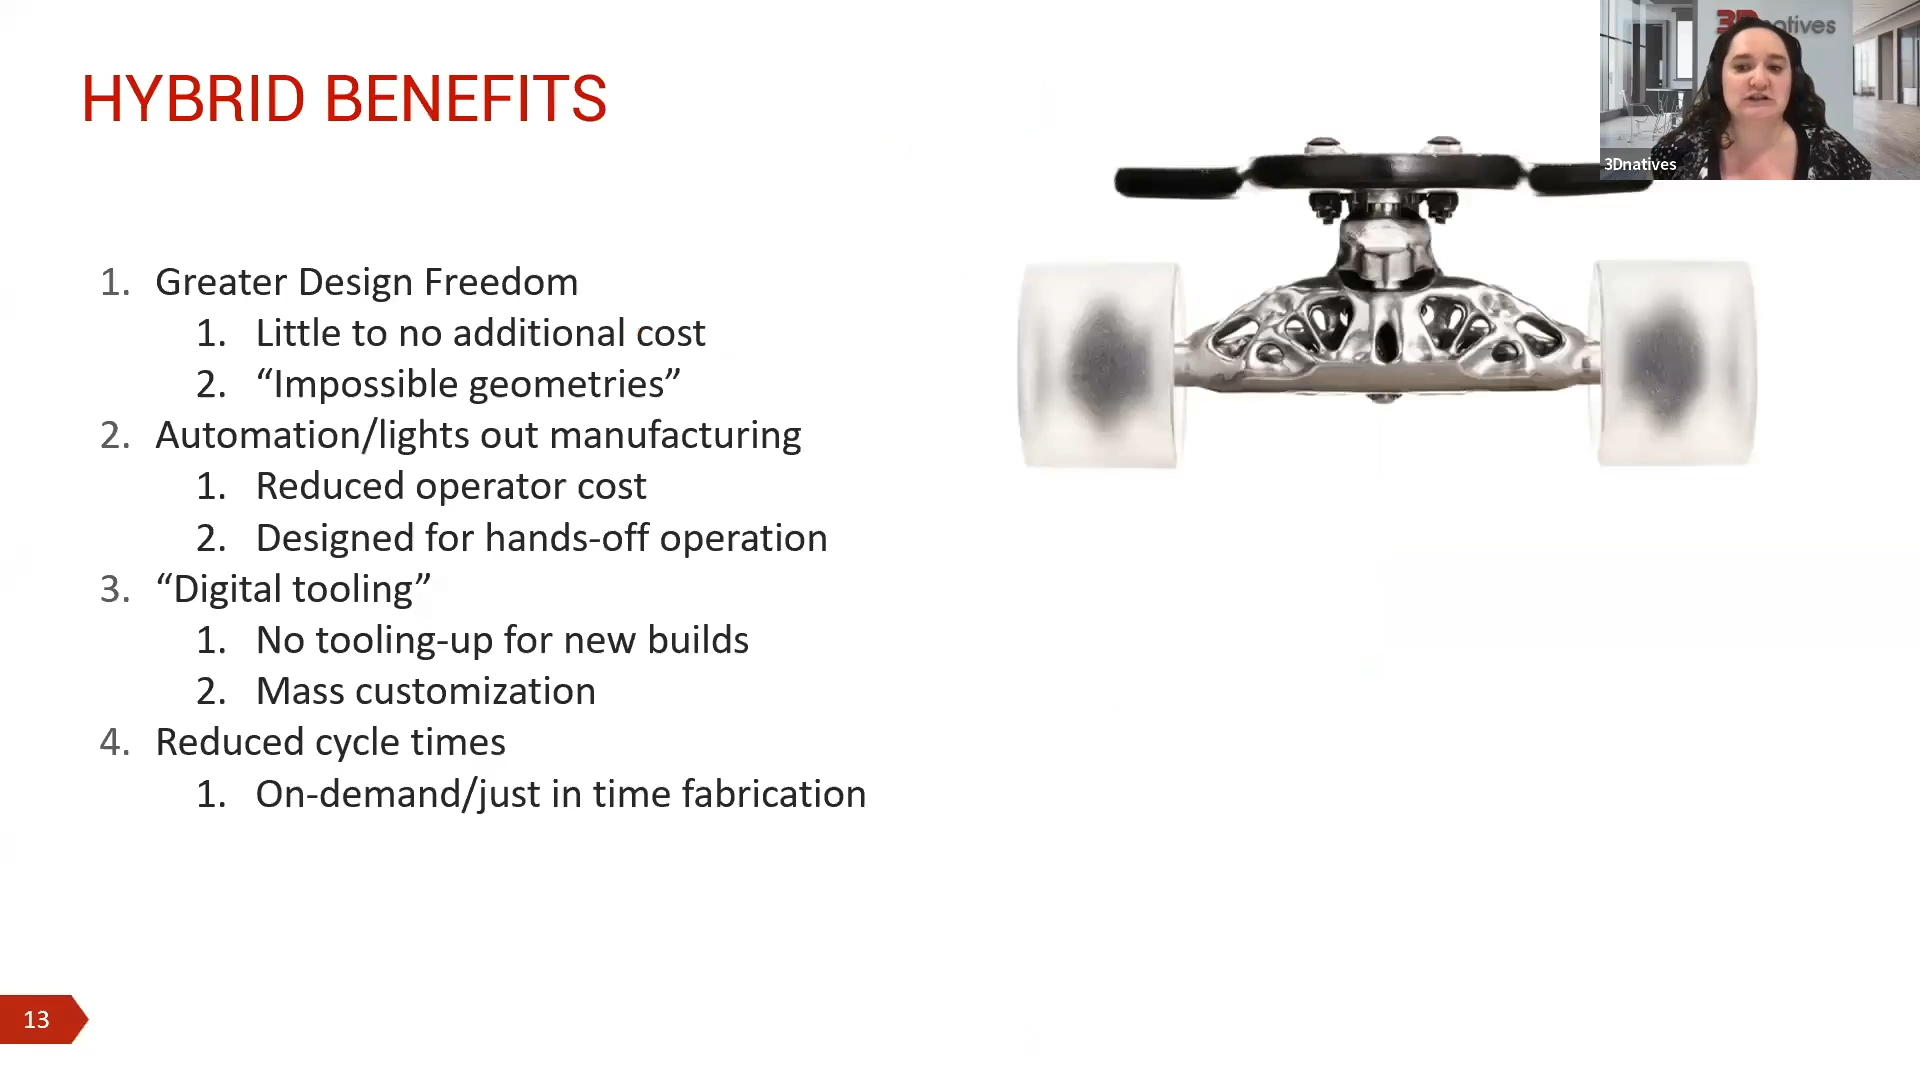 HYBRID BENEFITS
3Dnatives
3Dnatives
1. Greater Design Freedom
1. Little to no additional cost
2. “Impossible geometries”
2. Automation/lights out manufacturing
1. Reduced operator cost
2. Designed for hands-off operation
3. “Digital tooling”
1. No tooling-up for new builds
2. Mass customization
4. Reduced cycle times
1. On-demand/just in time fabrication
13